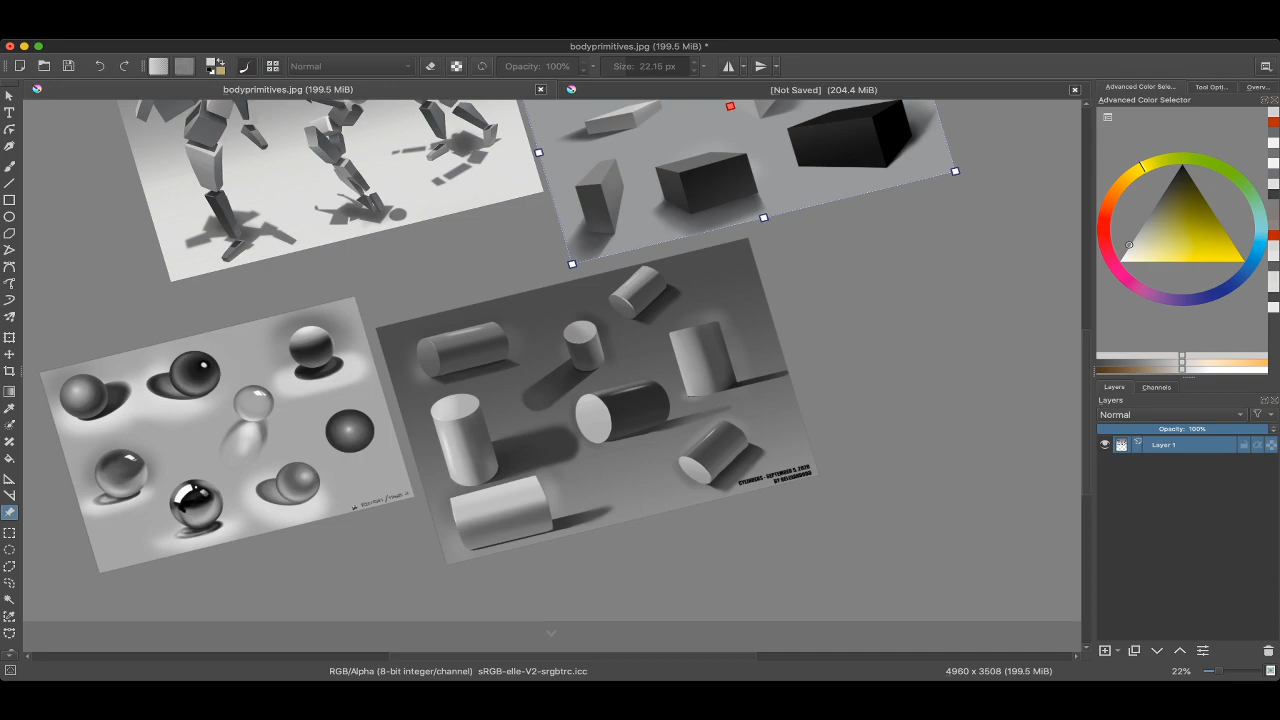 bodyprimitives.jpg (199.5 MiB) *
Normal
Opacity: 100%
Size: 22.15 px
bodyprimitives.jpg (199.5 MiB)
[Not Saved] (204.4 MiB)
Advanced Color Sele...
Tool Opti...
Overv...
Advanced Color Selector
Layers
Channels
Layers
Normal
Opacity: 100%
Layer 1
CYLINDERS - SEPTEMBER 5, 2020
RGB/Alpha (8-bit integer/channel) sRGB-elle-V2-srgbtrc.icc
4960 x 3508 (199.5 MiB)
22%